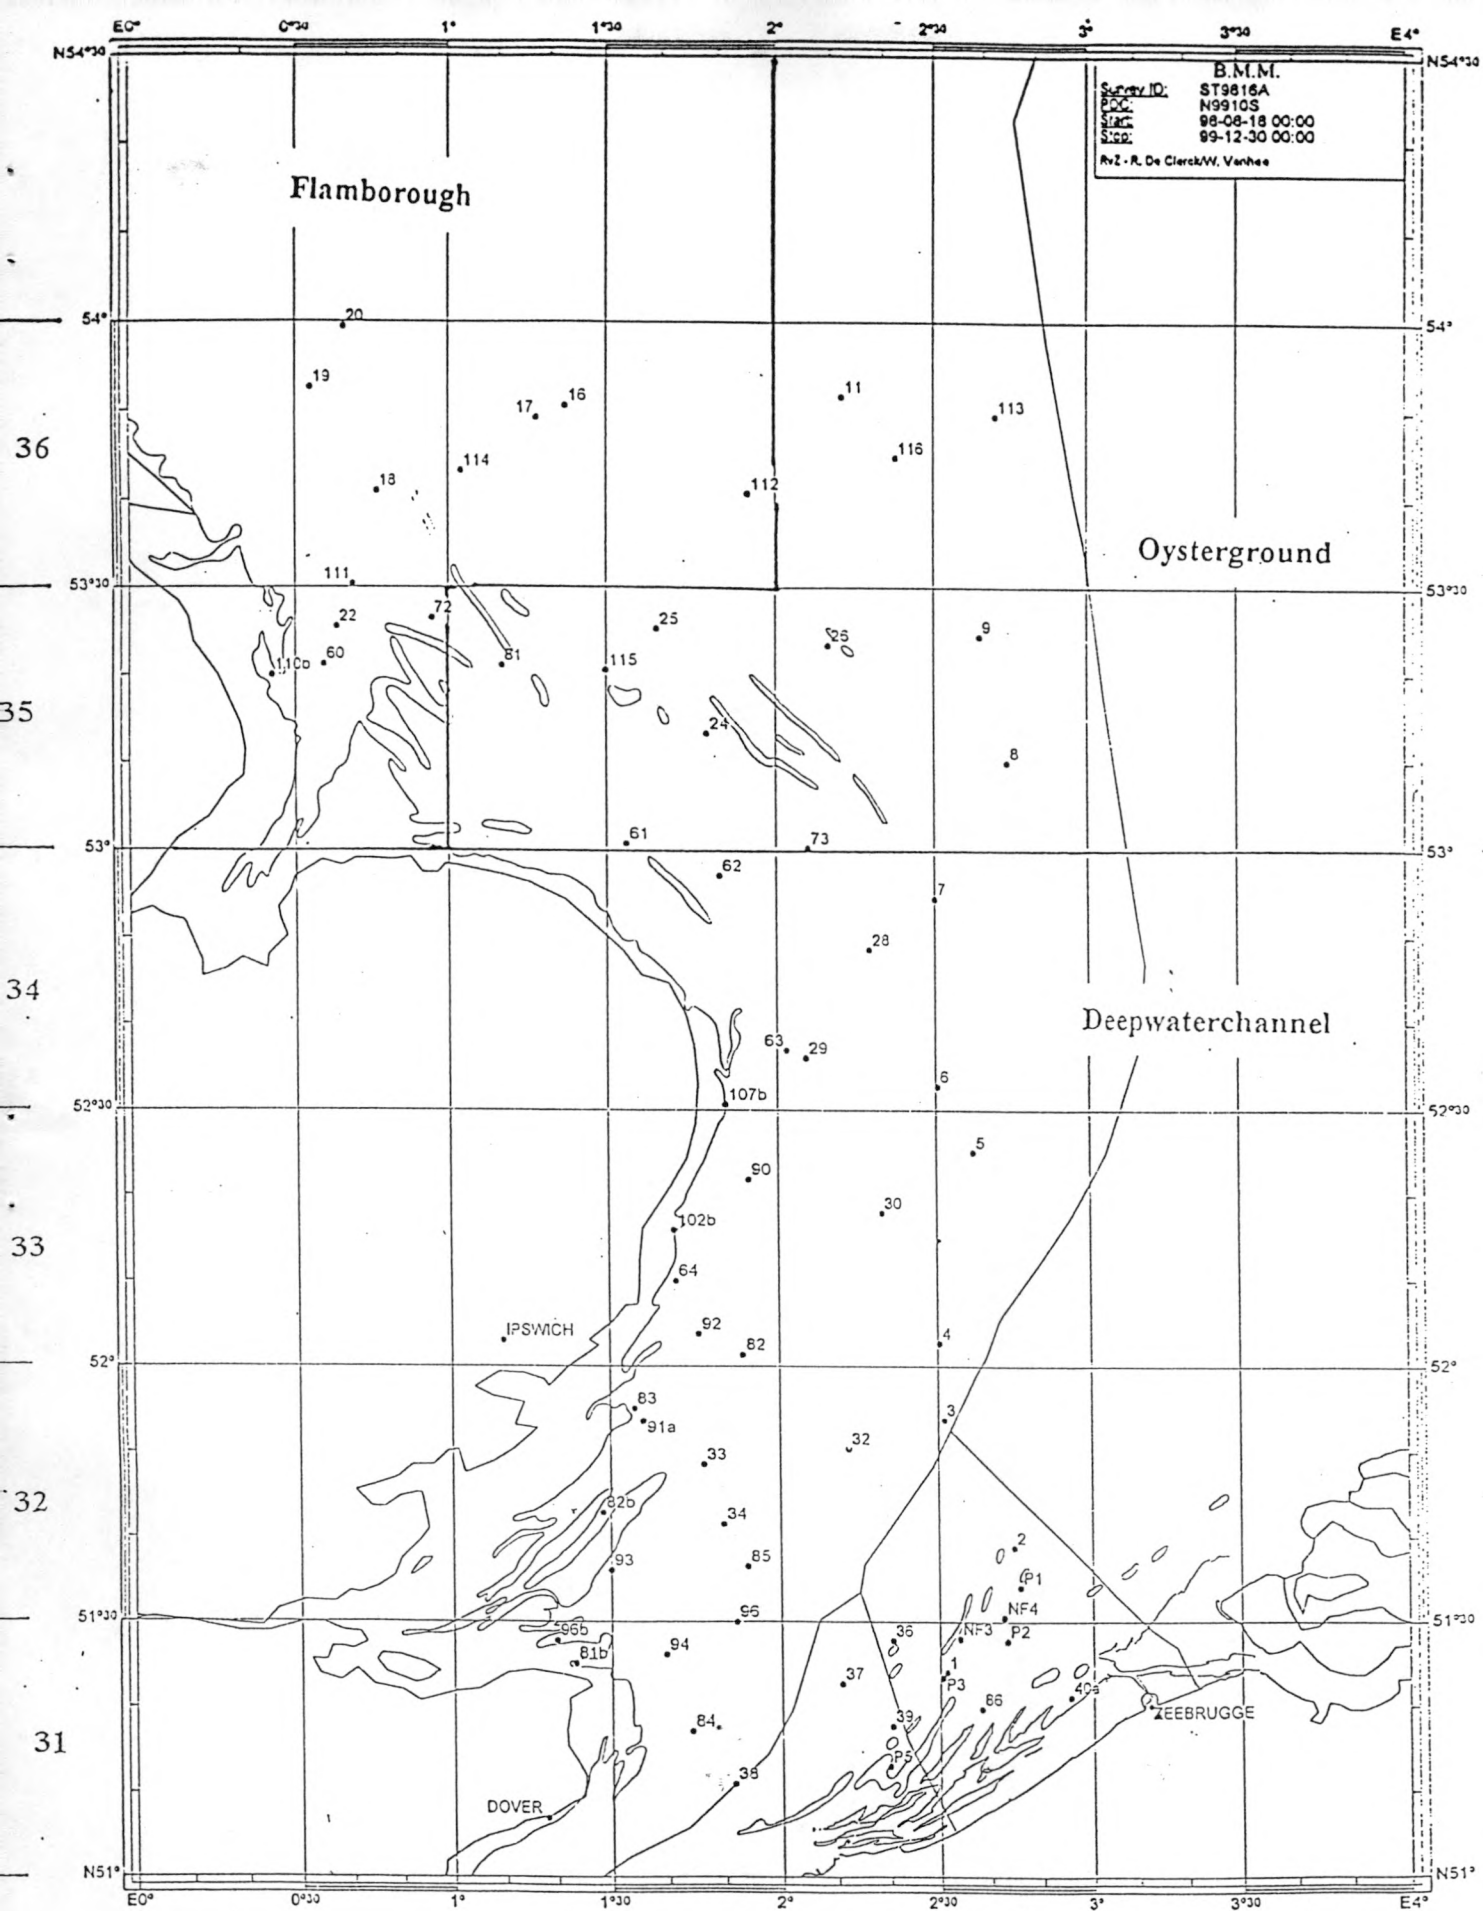 E0° 0°30 1° 1°30 2° 2°30 3° 3°30 E4°
N54°30 N54°30
B.M.M.
Survey ID: ST9816A
POC: N9910S
Start: 98-08-18 00:00
Stop: 99-12-30 00:00
RvZ - R. De Clerck/W. Vanhee
Flamborough
54° 20 54°
19 16 11
17 113
36 114 116
18 112
Oysterground
111
53°30
22 72 25 26 9
110b 60 81 115
35 24 8
61 73
53° 53°
62 7
28
34
Deepwaterchannel
63 29
6
107b
52°30 52°30
5
90
30
102b
33
64
IPSWICH 92 4
82
52° 52°
83 3
91a
32
33
32 82b 34
2
85
93 P1
NF4
51°30 96 51°30
96b 36 NF3 P2
81b 94
1
37 P3
86 40a
84 39 ZEEBRUGGE
31
P5
38
DOVER
N51° N51°
E0° 0°30 1° 1°30 2° 2°30 3° 3°30 E4°